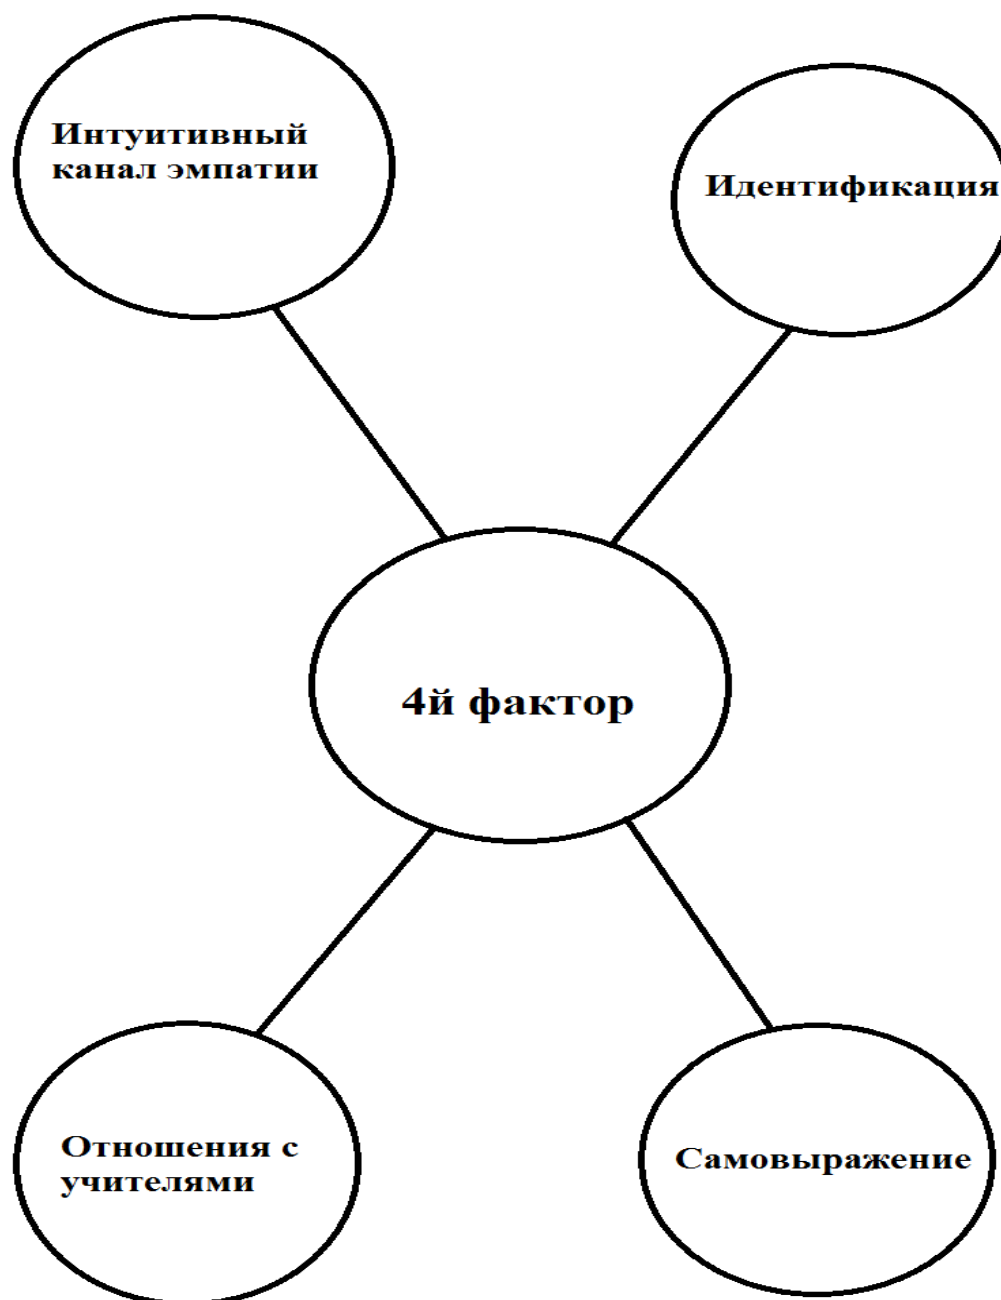 Интуитивный
канал эмпатии
Идентификация
4й фактор
Отношения с
учителями
Самовыражение